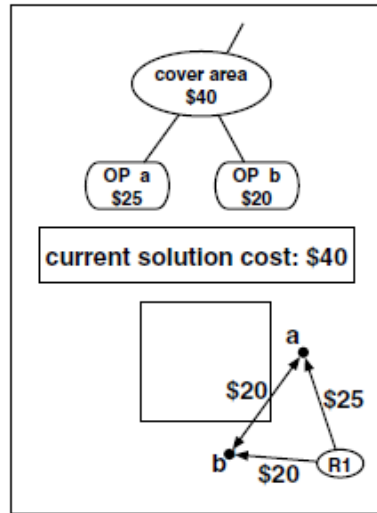 cover area
$40
OP a
$25
OP b
$20
current solution cost: $40
a
$20
$25
b
$20
R1